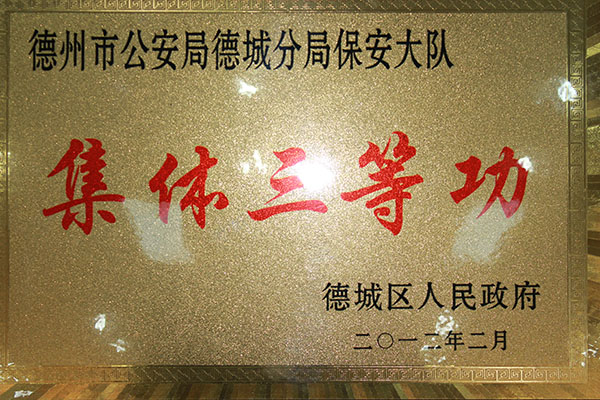 德州市公安局德城分局保安大队
集体三等功
德城区人民政府
二〇一二年二月